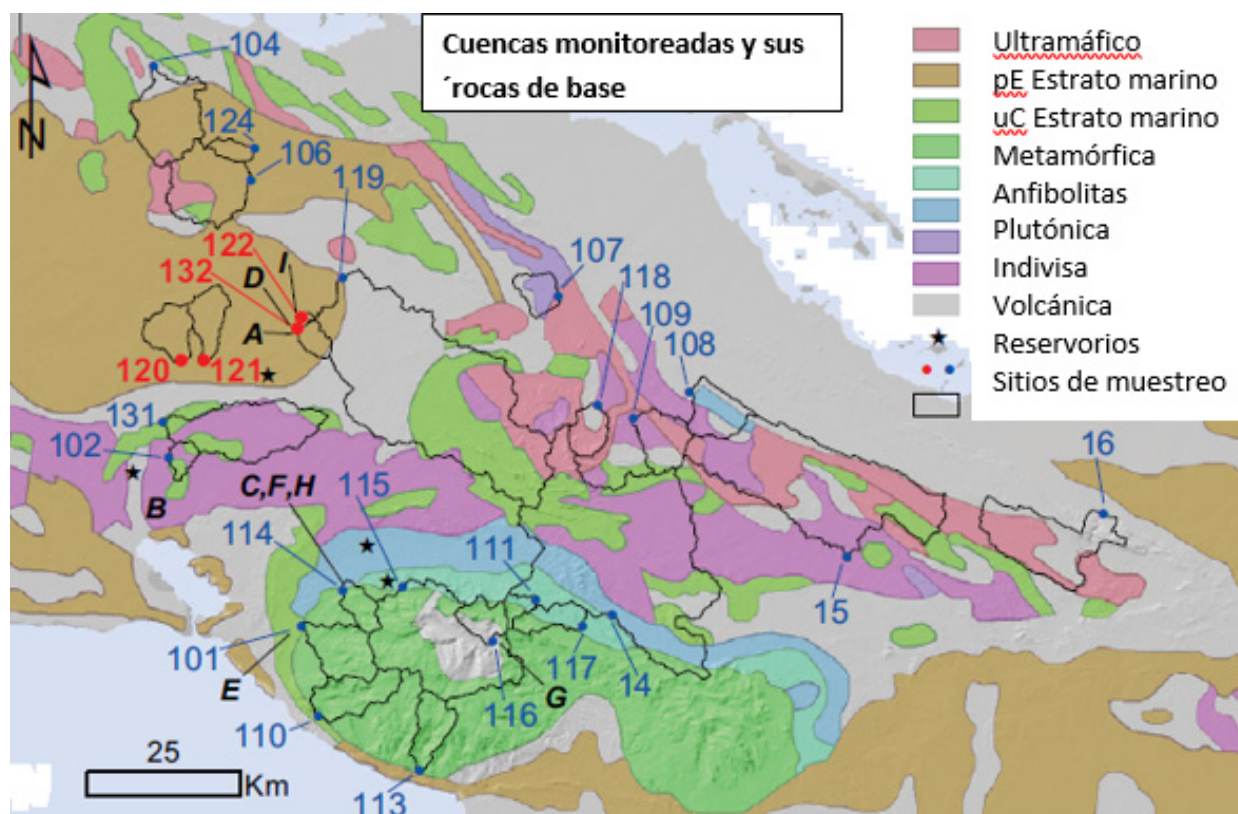 Cuencas monitoreadas y sus
´rocas de base
Ultramáfico
pE Estrato marino
uC Estrato marino
Metamórfica
Anfibolitas
Plutónica
Indivisa
Volcánica
Reservorios
Sitios de muestreo
N
104
124
106
119
122
I
132
D
A
120
121
107
118
109
108
131
102
B
C,F,H
115
114
111
16
15
101
E
117
14
116
G
110
113
25
Km